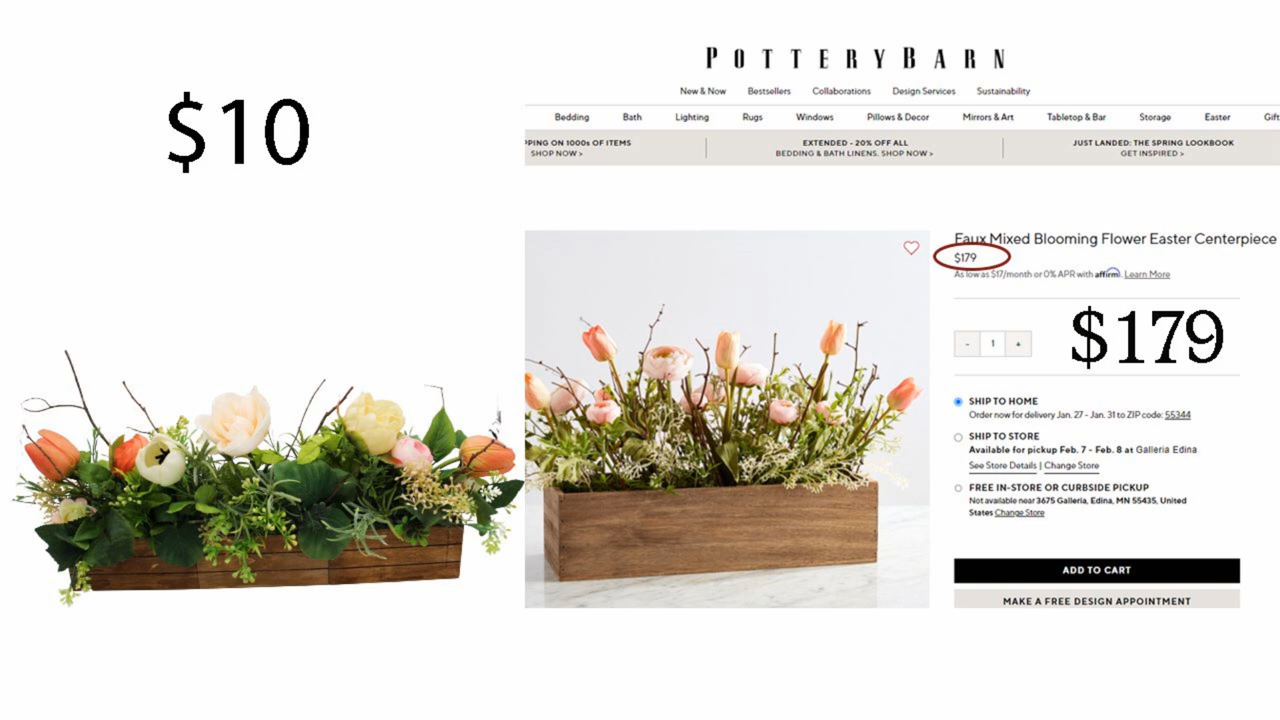 $10
POTTERYBARN
New & Now Bestsellers Collaborations Design Services Sustainability
Bedding Bath Lighting Rugs Windows Pillows & Decor Mirrors & Art Tabletop & Bar Storage Easter Gif
PPING ON 1000s OF ITEMS
SHOP NOW >
EXTENDED - 20% OFF ALL
BEDDING & BATH LINENS. SHOP NOW >
JUST LANDED: THE SPRING LOOKBOOK
GET INSPIRED >
Faux Mixed Blooming Flower Easter Centerpiece
$179
As low as $17/month or 0% APR with affirm. Learn More
- 1 +
$179
SHIP TO HOME
Order now for delivery Jan. 27 - Jan. 31 to ZIP code: 55344
SHIP TO STORE
Available for pickup Feb. 7 - Feb. 8 at Galleria Edina
See Store Details | Change Store
FREE IN-STORE OR CURBSIDE PICKUP
Not available near 3675 Galleria, Edina, MN 55435, United
States Change Store
ADD TO CART
MAKE A FREE DESIGN APPOINTMENT